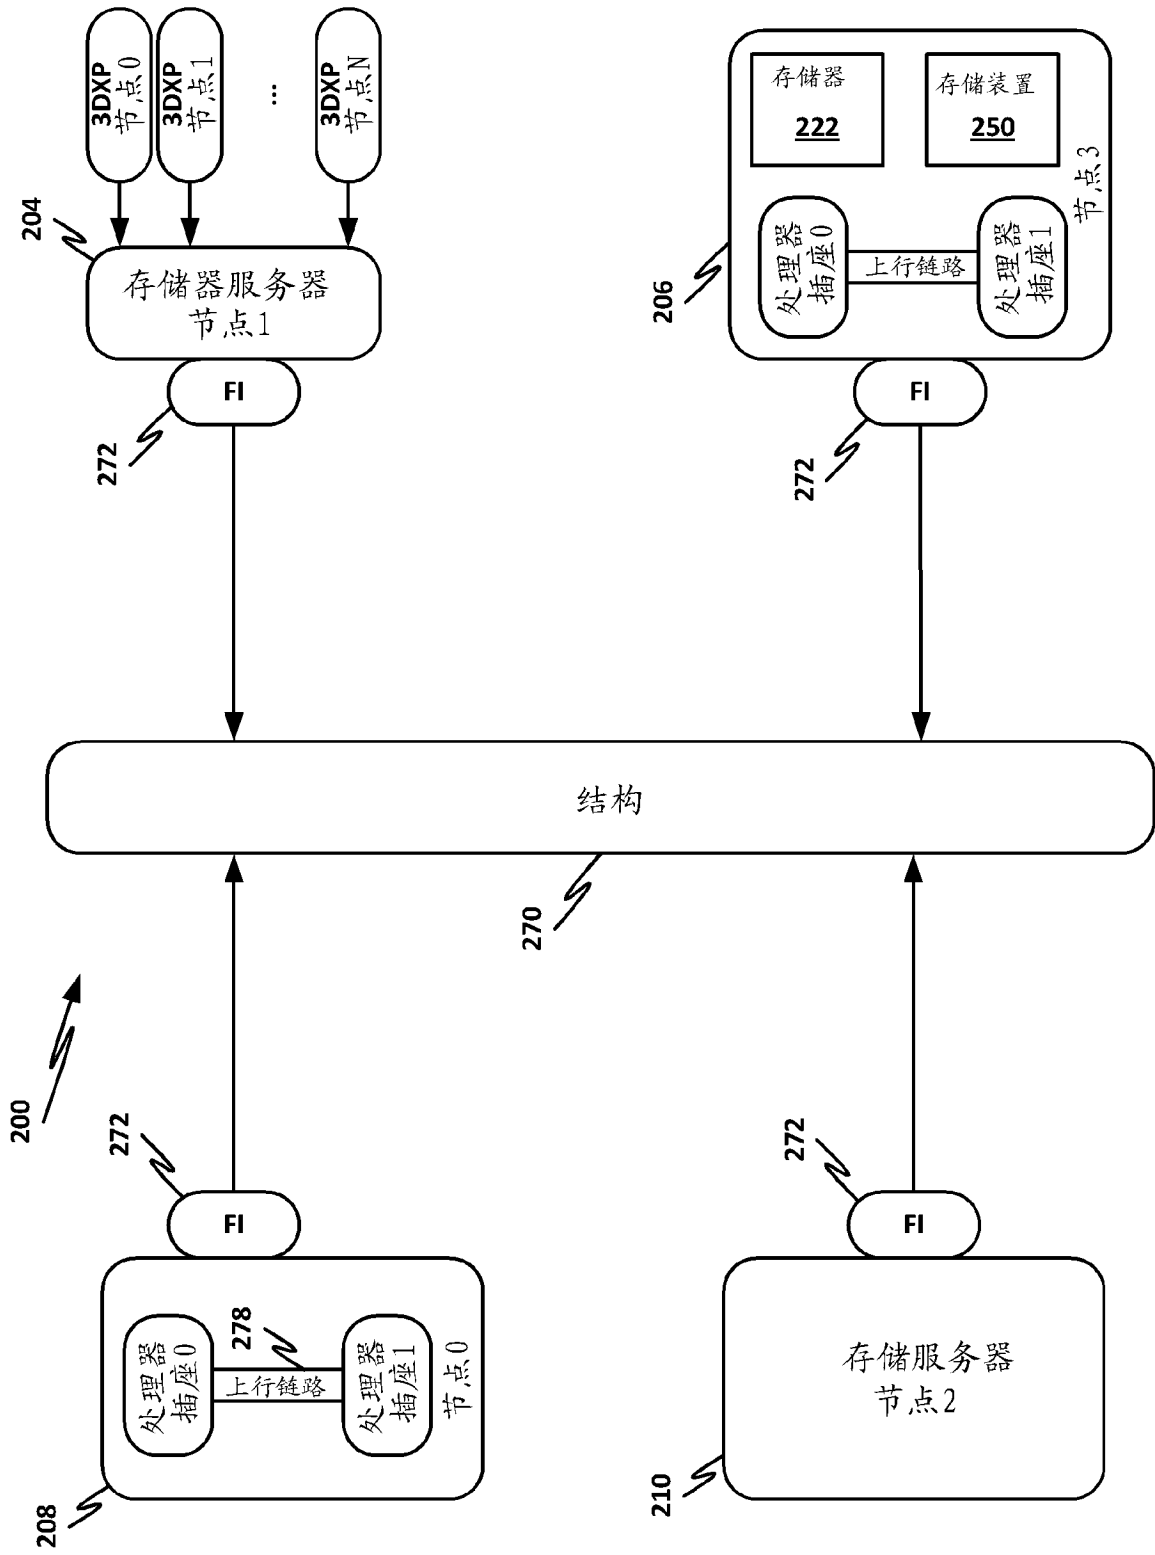 3DXP
节点0
3DXP
节点1
...
3DXP
节点N
204
存储器服务器
节点1
FI
272
存储器
222
存储装置
250
206
处理器
插座0
上行链路
处理器
插座1
节点3
FI
272
结构
270
200
272
FI
处理器
插座0
278
上行链路
处理器
插座1
节点0
208
272
FI
存储服务器
节点2
210